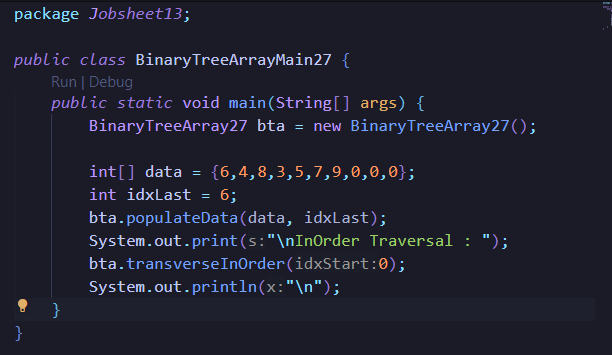 package Jobsheet13;
public class BinaryTreeArrayMain27 {
Run | Debug
public static void main(String[] args) {
BinaryTreeArray27 bta = new BinaryTreeArray27();
int[] data = {6,4,8,3,5,7,9,0,0,0};
int idxLast = 6;
bta.populateData(data, idxLast);
System.out.print(s:"\nInOrder Traversal : ");
bta.transverseInOrder(idxStart:0);
System.out.println(x:"\n");
}
}